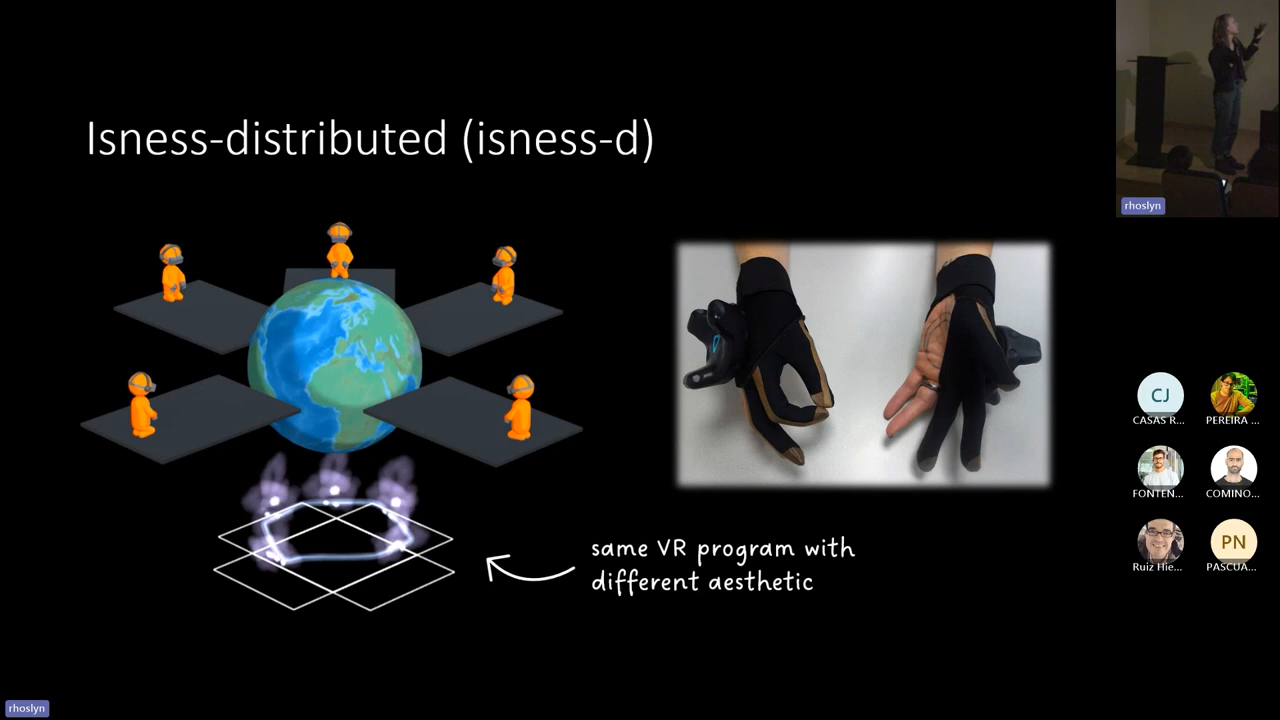 Isness-distributed (isness-d)
rhoslyn
same VR program with
different aesthetic
CJ
CASAS R...
PEREIRA ...
FONTEN...
COMINO...
Ruiz Hie...
PN
PASCUA...
rhoslyn